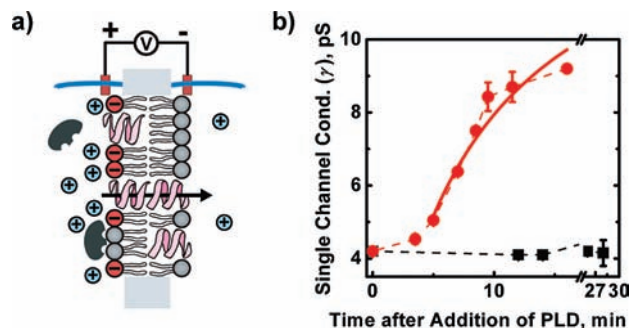 a)
+
V
-
b)
Single Channel Cond. (γ), pS
10
8
6
4
0
10
27
30
Time after Addition of PLD, min